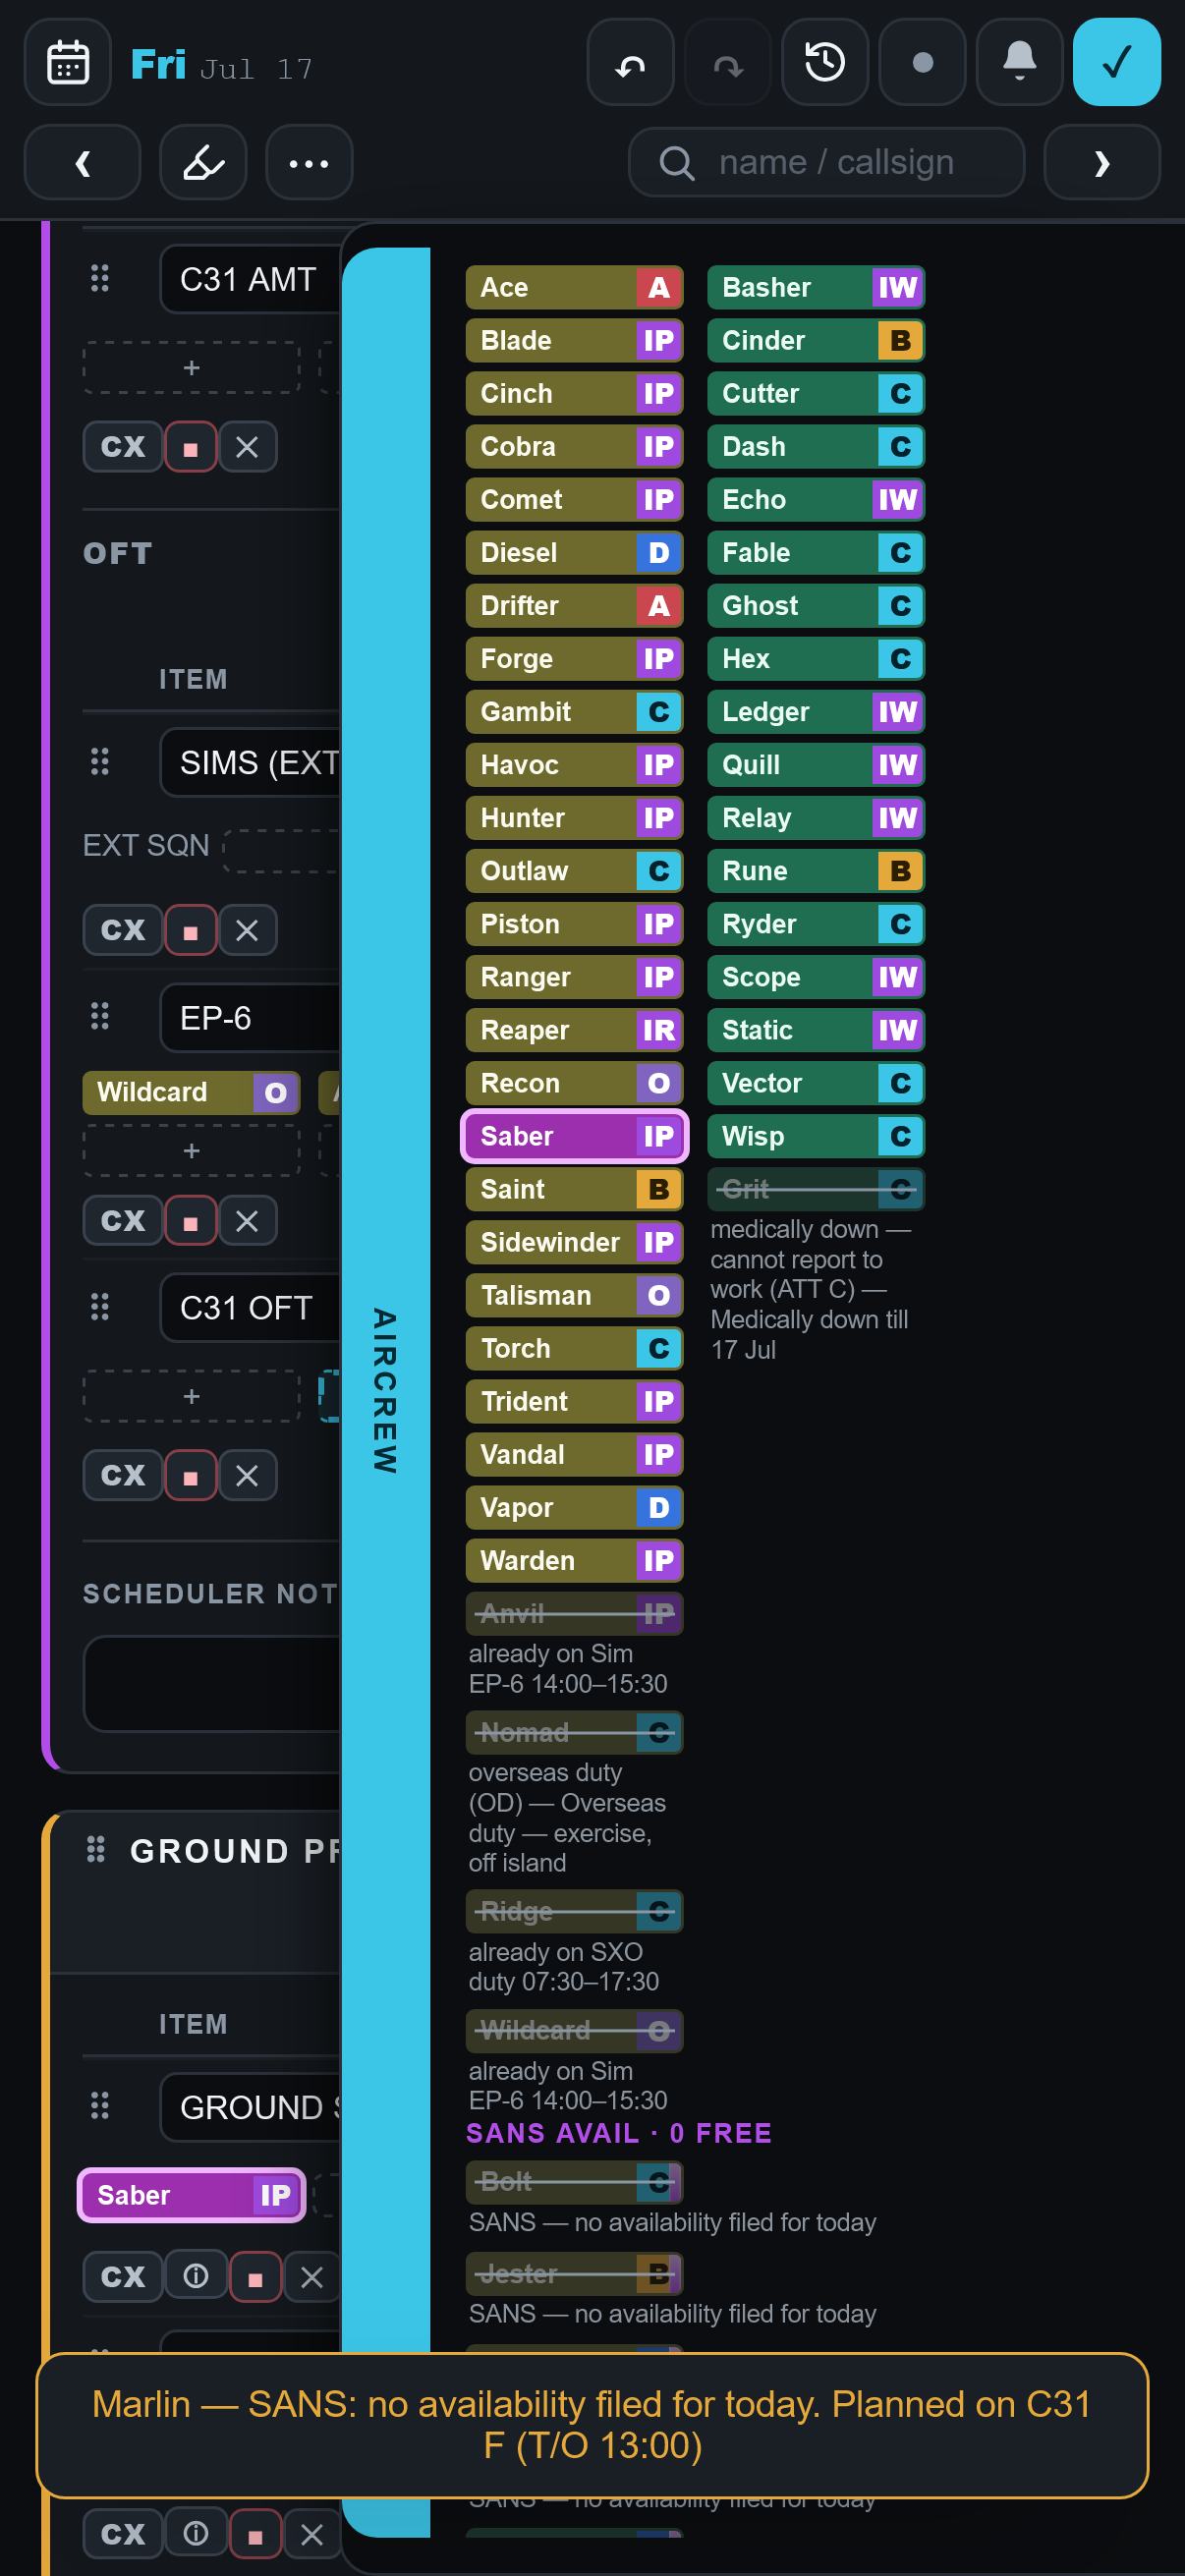 Fri Jul 17
name / callsign
C31 AMT
+
CX
OFT
ITEM
SIMS (EXT
EXT SQN
CX
EP-6
Wildcard O
+
CX
C31 OFT
+
CX
SCHEDULER NOT
GROUND PR
ITEM
GROUND S
Saber IP
CX
CX
AIRCREW
Ace A
Blade IP
Cinch IP
Cobra IP
Comet IP
Diesel D
Drifter A
Forge IP
Gambit C
Havoc IP
Hunter IP
Outlaw C
Piston IP
Ranger IP
Reaper IR
Recon O
Saber IP
Saint B
Sidewinder IP
Talisman O
Torch C
Trident IP
Vandal IP
Vapor D
Warden IP
Anvil IP
already on Sim
EP-6 14:00–15:30
Nomad C
overseas duty
(OD) — Overseas
duty — exercise,
off island
Ridge C
already on SXO
duty 07:30–17:30
Wildcard O
already on Sim
EP-6 14:00–15:30
Basher IW
Cinder B
Cutter C
Dash C
Echo IW
Fable C
Ghost C
Hex C
Ledger IW
Quill IW
Relay IW
Rune B
Ryder C
Scope IW
Static IW
Vector C
Wisp C
Grit C
medically down —
cannot report to
work (ATT C) —
Medically down till
17 Jul
SANS AVAIL · 0 FREE
Bolt C
SANS — no availability filed for today
Jester B
SANS — no availability filed for today
Marlin — SANS: no availability filed for today. Planned on C31
F (T/O 13:00)
SANS — no availability filed for today